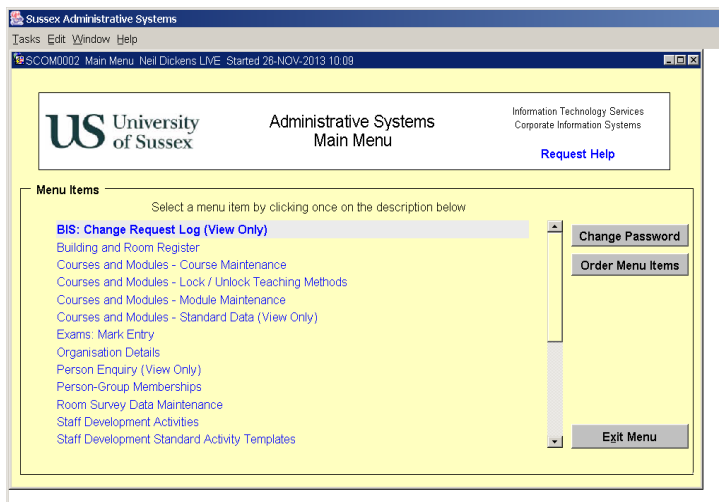 Sussex Administrative Systems
Tasks Edit Window Help
SCOM0002 Main Menu Neil Dickens LIVE Started 26-NOV-2013 10:09
US University of Sussex
Administrative Systems
Main Menu
Information Technology Services
Corporate Information Systems
Request Help
Menu Items
Select a menu item by clicking once on the description below
BIS: Change Request Log (View Only)
Building and Room Register
Courses and Modules - Course Maintenance
Courses and Modules - Lock / Unlock Teaching Methods
Courses and Modules - Module Maintenance
Courses and Modules - Standard Data (View Only)
Exams: Mark Entry
Organisation Details
Person Enquiry (View Only)
Person-Group Memberships
Room Survey Data Maintenance
Staff Development Activities
Staff Development Standard Activity Templates
Change Password
Order Menu Items
Exit Menu